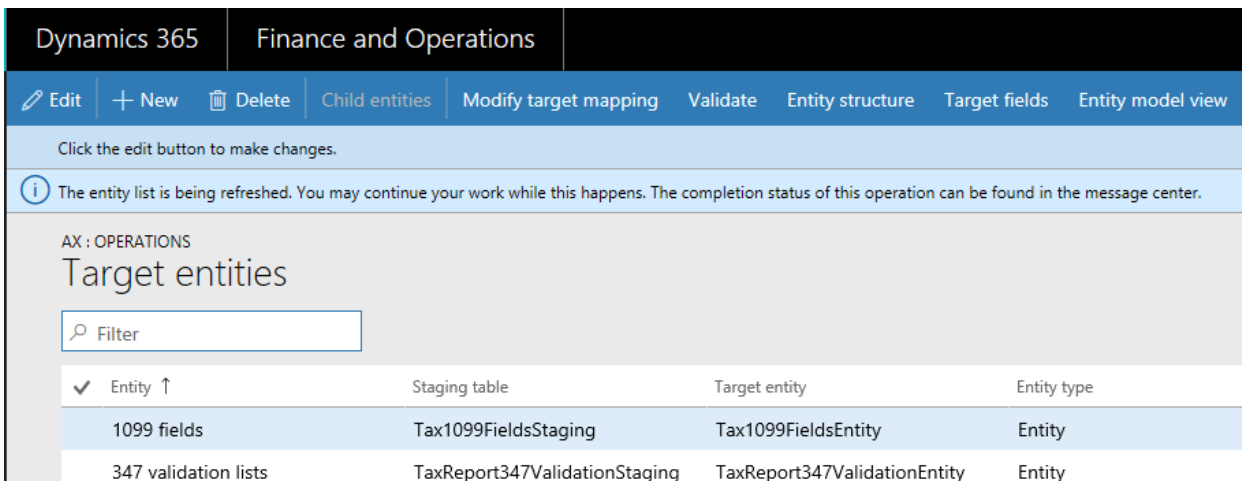 Dynamics 365 Finance and Operations
Edit New Delete Child entities Modify target mapping Validate Entity structure Target fields Entity model view
Click the edit button to make changes.
The entity list is being refreshed. You may continue your work while this happens. The completion status of this operation can be found in the message center.
AX : OPERATIONS
Target entities
Filter
Entity ↑ Staging table Target entity Entity type
1099 fields Tax1099FieldsStaging Tax1099FieldsEntity Entity
347 validation lists TaxReport347ValidationStaging TaxReport347ValidationEntity Entity